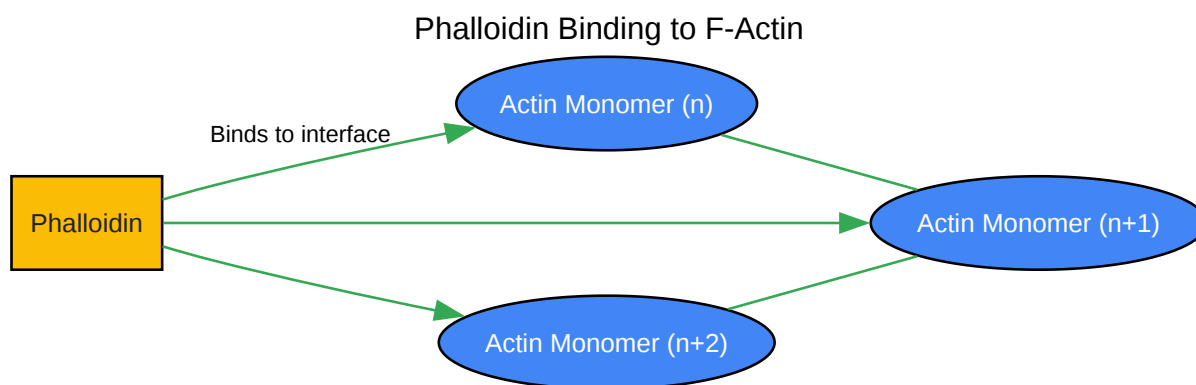 Phalloidin Binding to F-Actin
Actin Monomer (n)
Binds to interface
Phalloidin
Actin Monomer (n+1)
Actin Monomer (n+2)